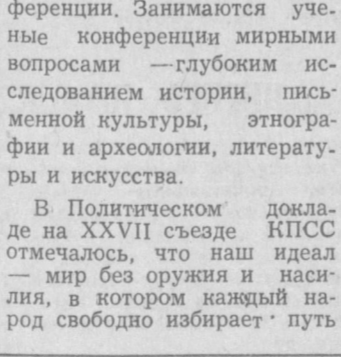 ференции. Занимаются уче-
ные конференции мирными
вопросами —глубоким ис-
следованием истории, пись-
менной культуры, этногра-
фии и археологии, литерату-
ры и искусства.
В Политическом докла-
де на XXVII съезде КПСС
отмечалось, что наш идеал
— мир без оружия и наси-
лия, в котором каждый на-
род свободно избирает путь